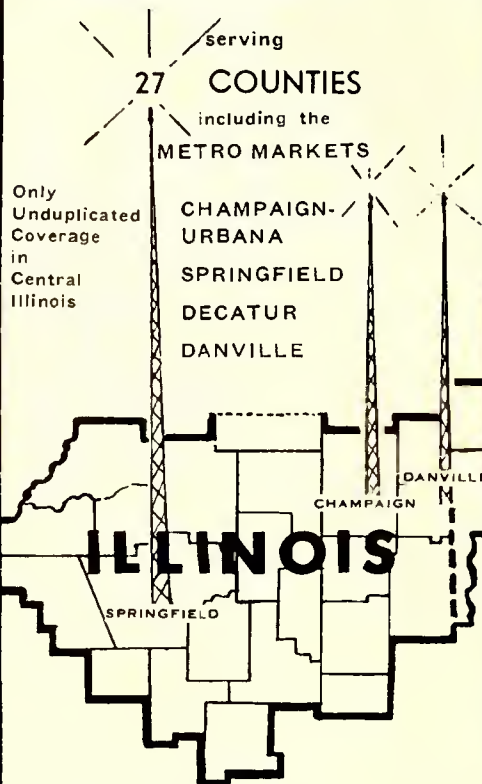 serving
27 COUNTIES
including the
METRO MARKETS
Only
Unduplicated
Coverage
in
Central
Illinois
CHAMPAIGN-
URBANA
SPRINGFIELD
DECATUR
DANVILLE
DANVILLE
CHAMPAIGN
ILLINOIS
SPRINGFIELD